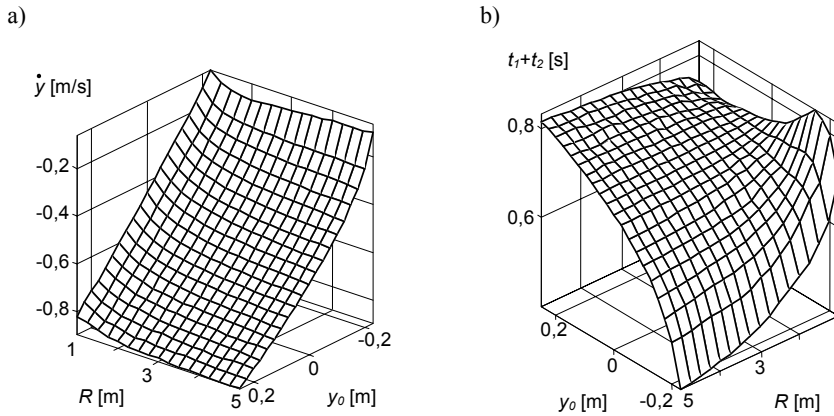 a)
ẏ [m/s]
-0,2
-0,4
-0,6
-0,8
1
3
5
R [m]
0,2
0
-0,2
y₀ [m]
b)
t₁+t₂ [s]
0,8
0,6
0,2
0
-0,2
y₀ [m]
5
3
R [m]